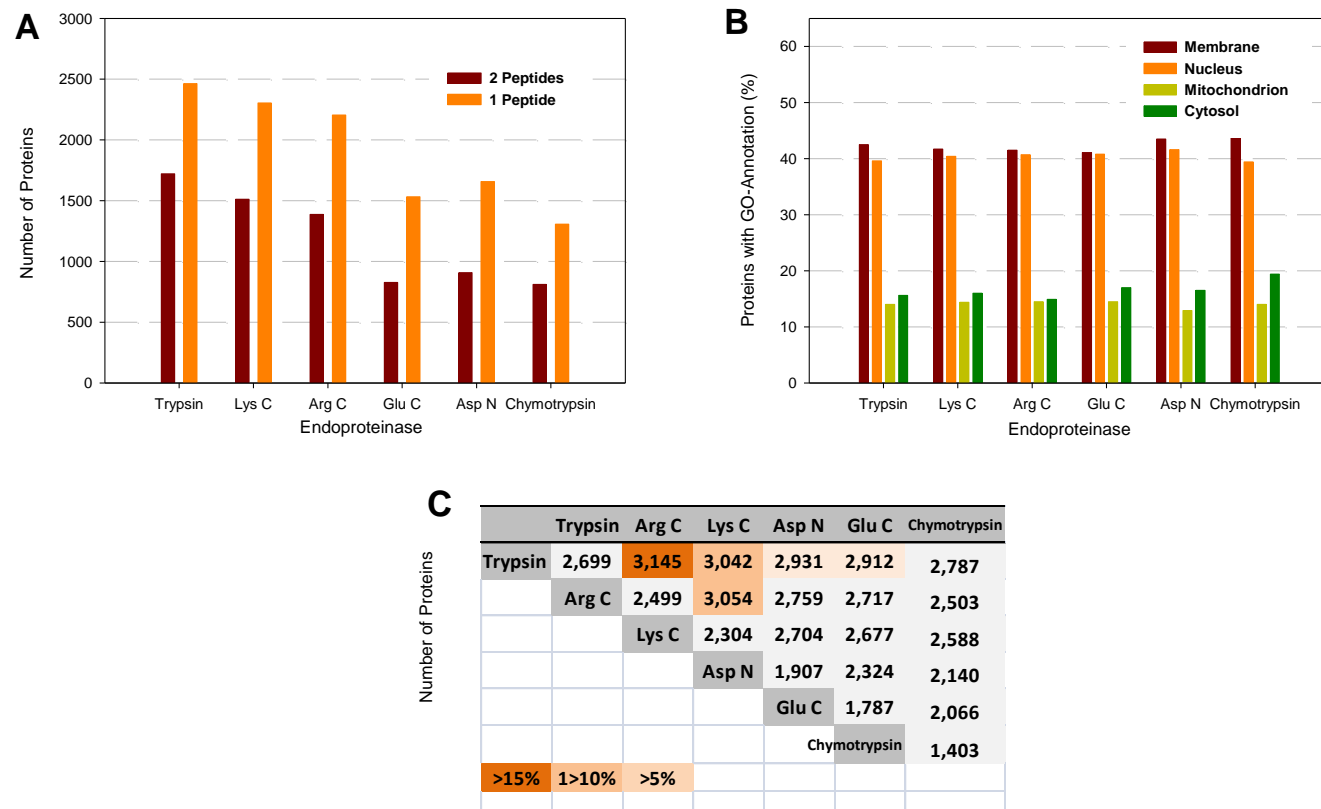 A
Number of Proteins
3000
2500
2000
1500
1000
500
0
2 Peptides
1 Peptide
Trypsin Lys C Arg C Glu C Asp N Chymotrypsin
Endoproteinase
B
Proteins with GO-Annotation (%)
60
50
40
30
20
10
0
Membrane
Nucleus
Mitochondrion
Cytosol
Trypsin Lys C Arg C Glu C Asp N Chymotrypsin
Endoproteinase
C
Number of Proteins
Trypsin Arg C Lys C Asp N Glu C Chymotrypsin
Trypsin 2,699 3,145 3,042 2,931 2,912 2,787
Arg C 2,499 3,054 2,759 2,717 2,503
Lys C 2,304 2,704 2,677 2,588
Asp N 1,907 2,324 2,140
Glu C 1,787 2,066
Chymotrypsin 1,403
>15% 1>10% >5%